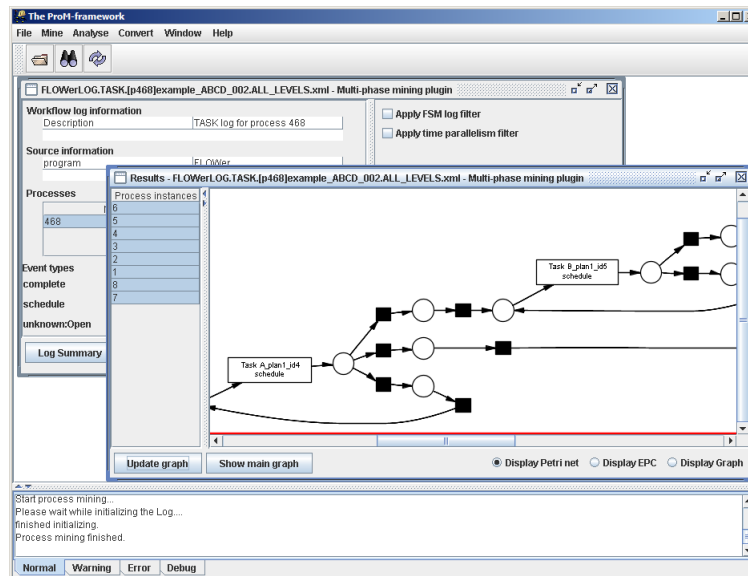 The ProM-framework
File Mine Analyse Convert Window Help
FLOWerLOG.TASK.[p468]example_ABCD_002.ALL_LEVELS.xml - Multi-phase mining plugin
Workflow log information
Description TASK log for process 468
Apply FSM log filter
Apply time parallelism filter
Source information
program FLOWer
Results - FLOWerLOG.TASK.[p468]example_ABCD_002.ALL_LEVELS.xml - Multi-phase mining plugin
Processes
468
Event types
complete
schedule
unknown:Open
Log Summary
Process instances
6
5
4
3
2
1
8
7
Task B_plan1_id5
schedule
Task A_plan1_id4
schedule
Update graph Show main graph Display Petri net Display EPC Display Graph
Start process mining...
Please wait while initializing the Log....
finished initializing.
Process mining finished.
Normal Warning Error Debug